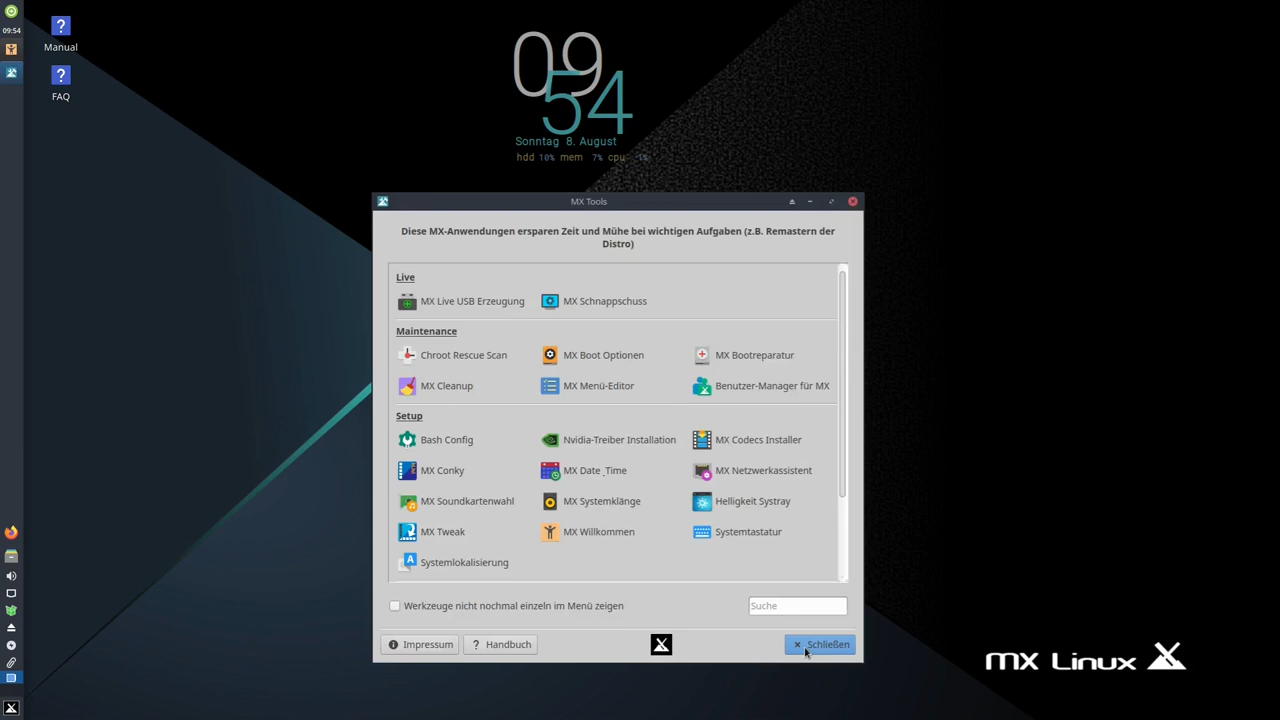 09:54
Manual
FAQ
09
54
Sonntag 8. August
hdd 10% mem 7% cpu 1%
MX Tools
Diese MX-Anwendungen ersparen Zeit und Mühe bei wichtigen Aufgaben (z.B. Remastern der
Distro)
Live
MX Live USB Erzeugung MX Schnappschuss
Maintenance
Chroot Rescue Scan MX Boot Optionen MX Bootreparatur
MX Cleanup MX Menü-Editor Benutzer-Manager für MX
Setup
Bash Config Nvidia-Treiber Installation MX Codecs Installer
MX Conky MX Date_Time MX Netzwerkassistent
MX Soundkartenwahl MX Systemklänge Helligkeit Systray
MX Tweak MX Willkommen Systemtastatur
Systemlokalisierung
Werkzeuge nicht nochmal einzeln im Menü zeigen Suche
Impressum ? Handbuch Schließen
MX Linux